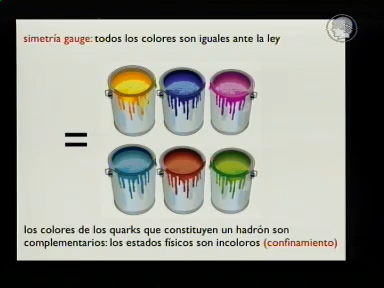 simetría gauge: todos los colores son iguales ante la ley
=
los colores de los quarks que constituyen un hadrón son
complementarios: los estados físicos son incoloros (confinamiento)